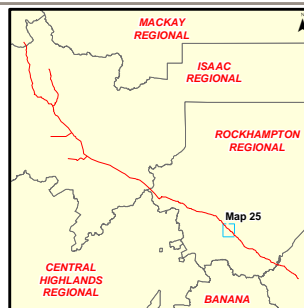 MACKAY
REGIONAL
ISAAC
REGIONAL
ROCKHAMPTON
REGIONAL
Map 25
CENTRAL
HIGHLANDS
REGIONAL
BANANA